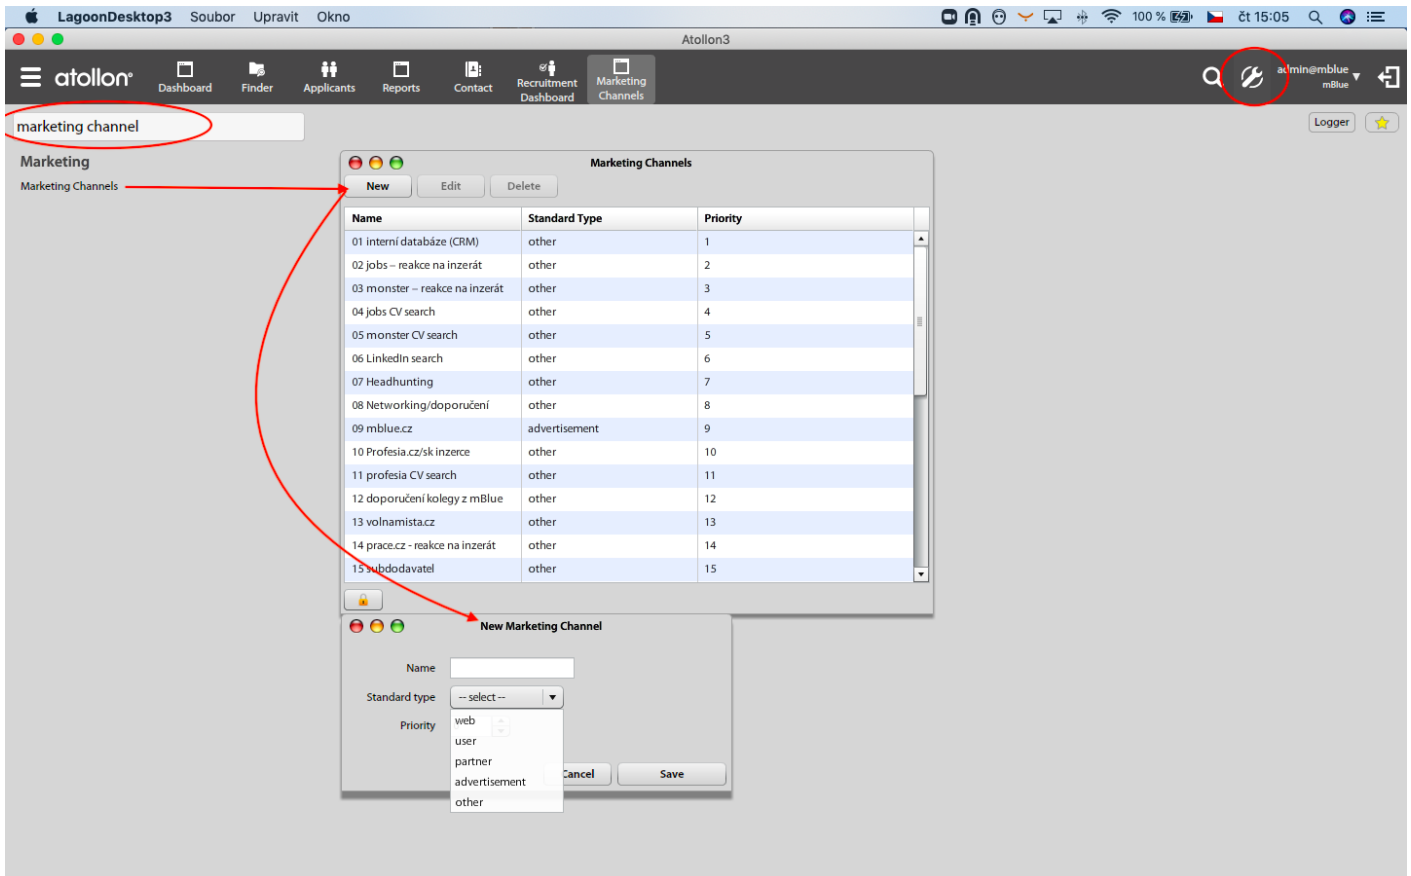 LagoonDesktop3 Soubor Upravit Okno 100 % čt 15:05
Atollon3
atollon
Dashboard Finder Applicants Reports Contact Recruitment Dashboard Marketing Channels
admin@mblue
mBlue
marketing channel
Logger
Marketing
Marketing Channels
Marketing Channels
New Edit Delete
Name Standard Type Priority
01 interní databáze (CRM) other 1
02 jobs – reakce na inzerát other 2
03 monster – reakce na inzerát other 3
04 jobs CV search other 4
05 monster CV search other 5
06 LinkedIn search other 6
07 Headhunting other 7
08 Networking/doporučení other 8
09 mblue.cz advertisement 9
10 Profesia.cz/sk inzerce other 10
11 profesia CV search other 11
12 doporučení kolegy z mBlue other 12
13 volnamista.cz other 13
14 prace.cz - reakce na inzerát other 14
15 subdodavatel other 15
New Marketing Channel
Name
Standard type -- select --
Priority
web
user
partner
advertisement
other
Cancel Save